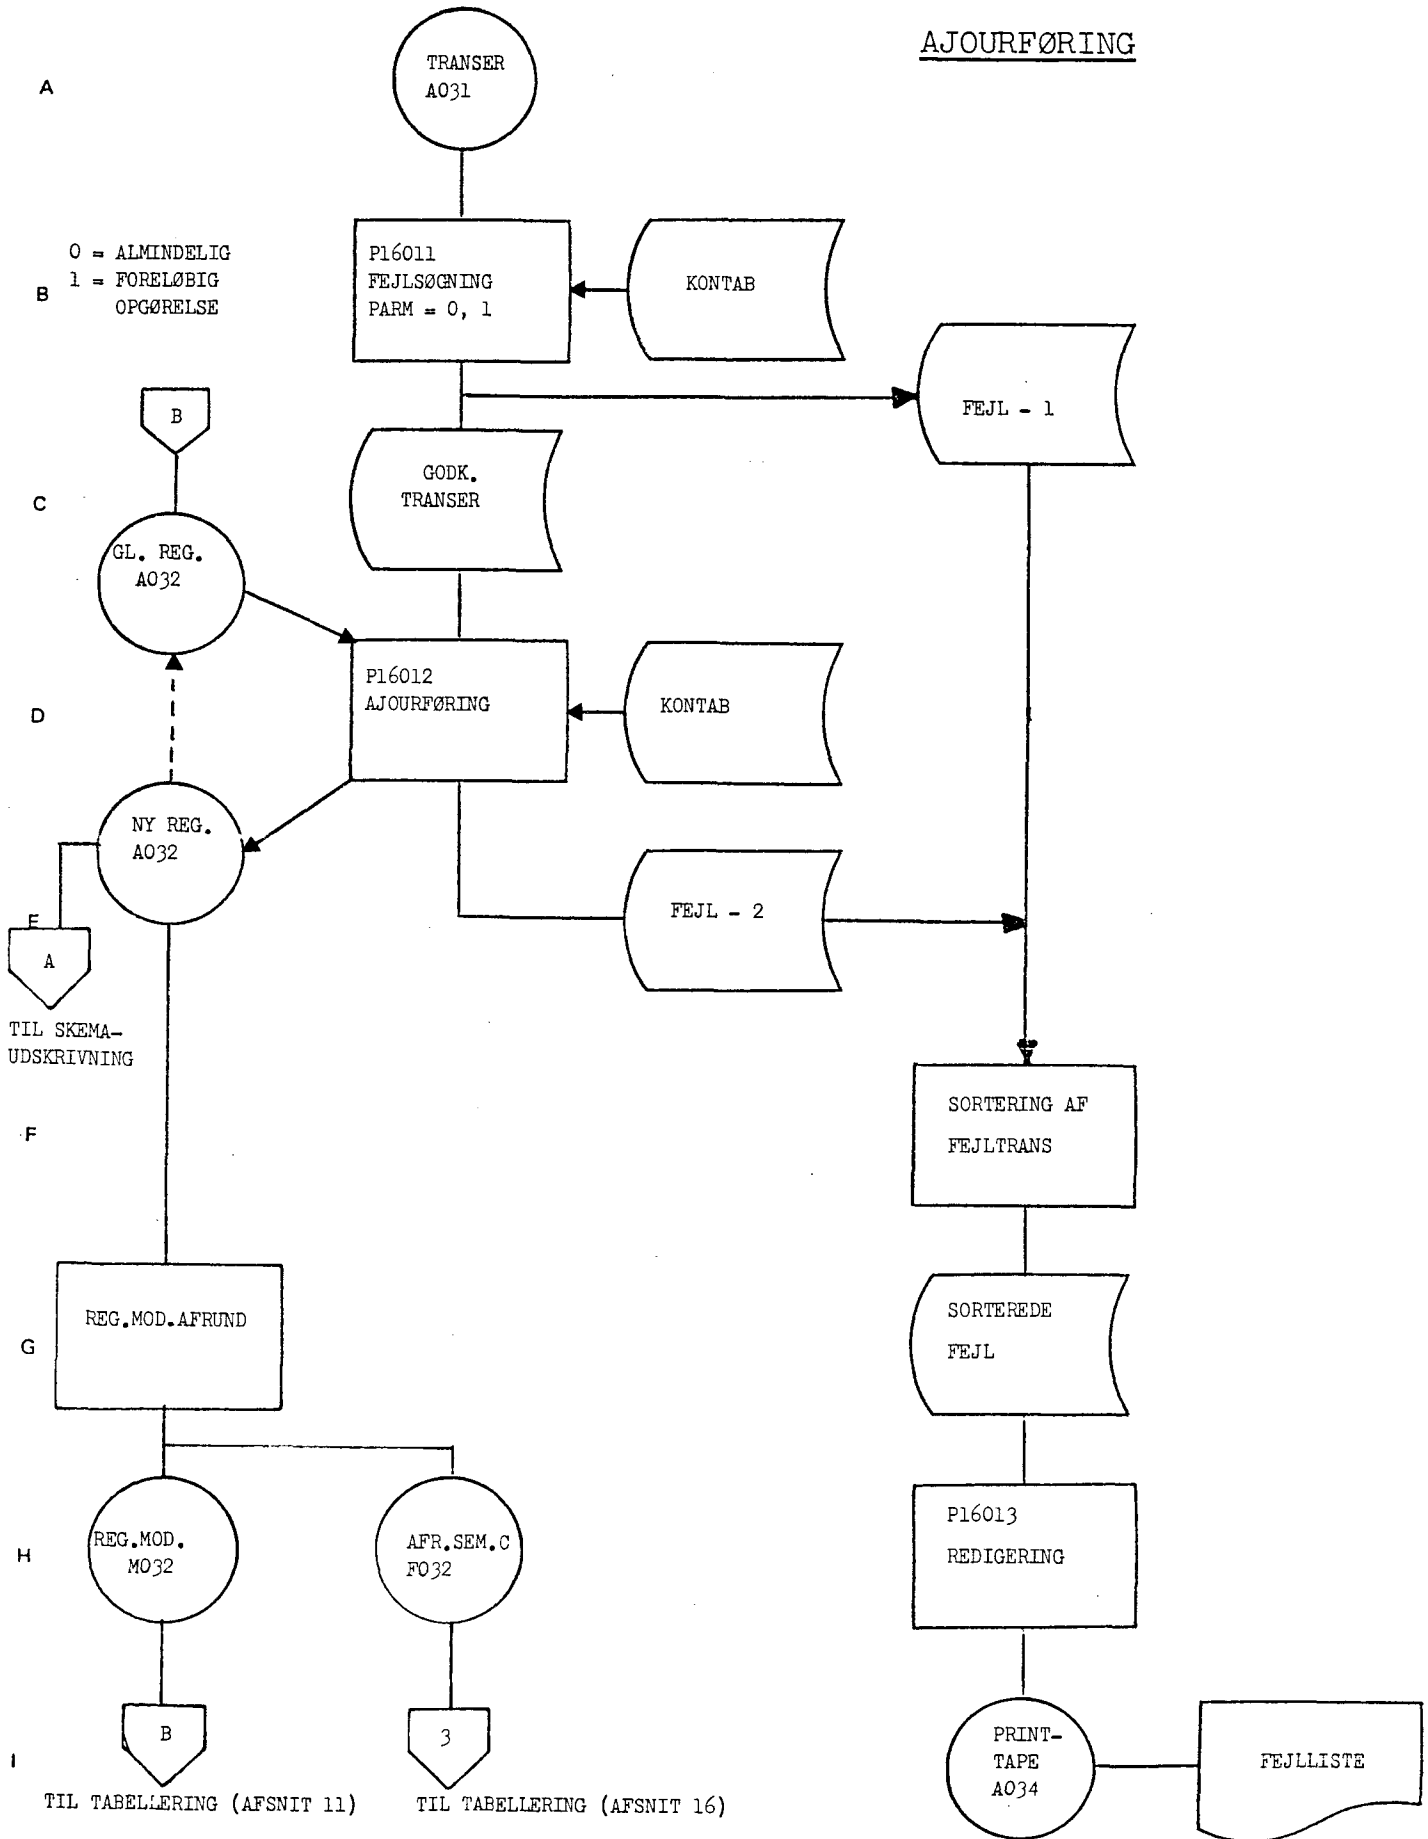 AJOURFØRING
A
TRANSER
A031
0 = ALMINDELIG
1 = FORELØBIG
OPGØRELSE
B
P16011
FEJLSØGNING
PARM = 0, 1
KONTAB
FEJL - 1
B
C
GODK.
TRANSER
GL. REG.
A032
D
P16012
AJOURFØRING
KONTAB
NY REG.
A032
E
FEJL - 2
A
TIL SKEMA-
UDSKRIVNING
SORTERING AF
FEJLTRANS
F
REG.MOD.AFRUND
G
SORTEREDE
FEJL
H
REG.MOD.
M032
AFR.SEM.C
F032
P16013
REDIGERING
I
B
3
PRINT-
TAPE
A034
FEJLLISTE
TIL TABELLERING (AFSNIT 11)
TIL TABELLERING (AFSNIT 16)